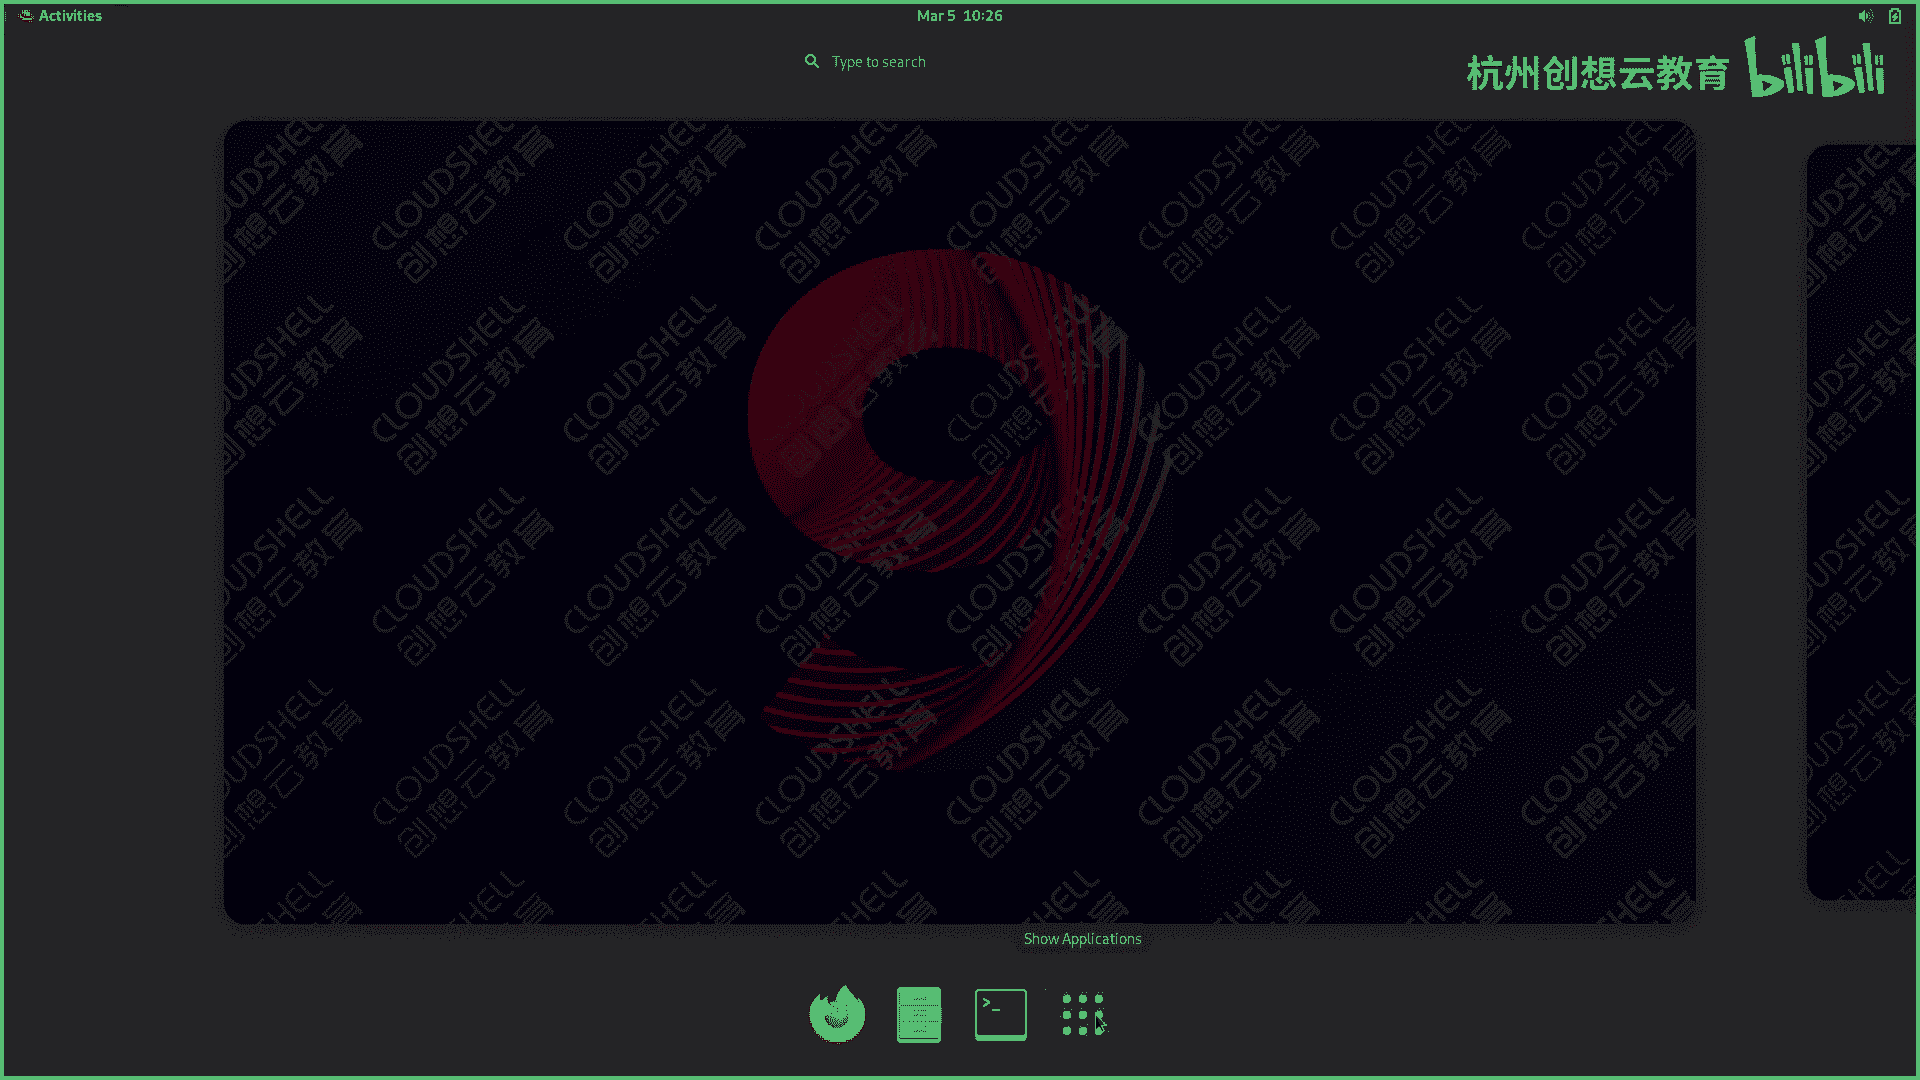 Activities
Mar 5 10:26
Type to search
杭州创想云教育 bilibili
CLOUDSHELL
创想云教育
Show Applications
>_